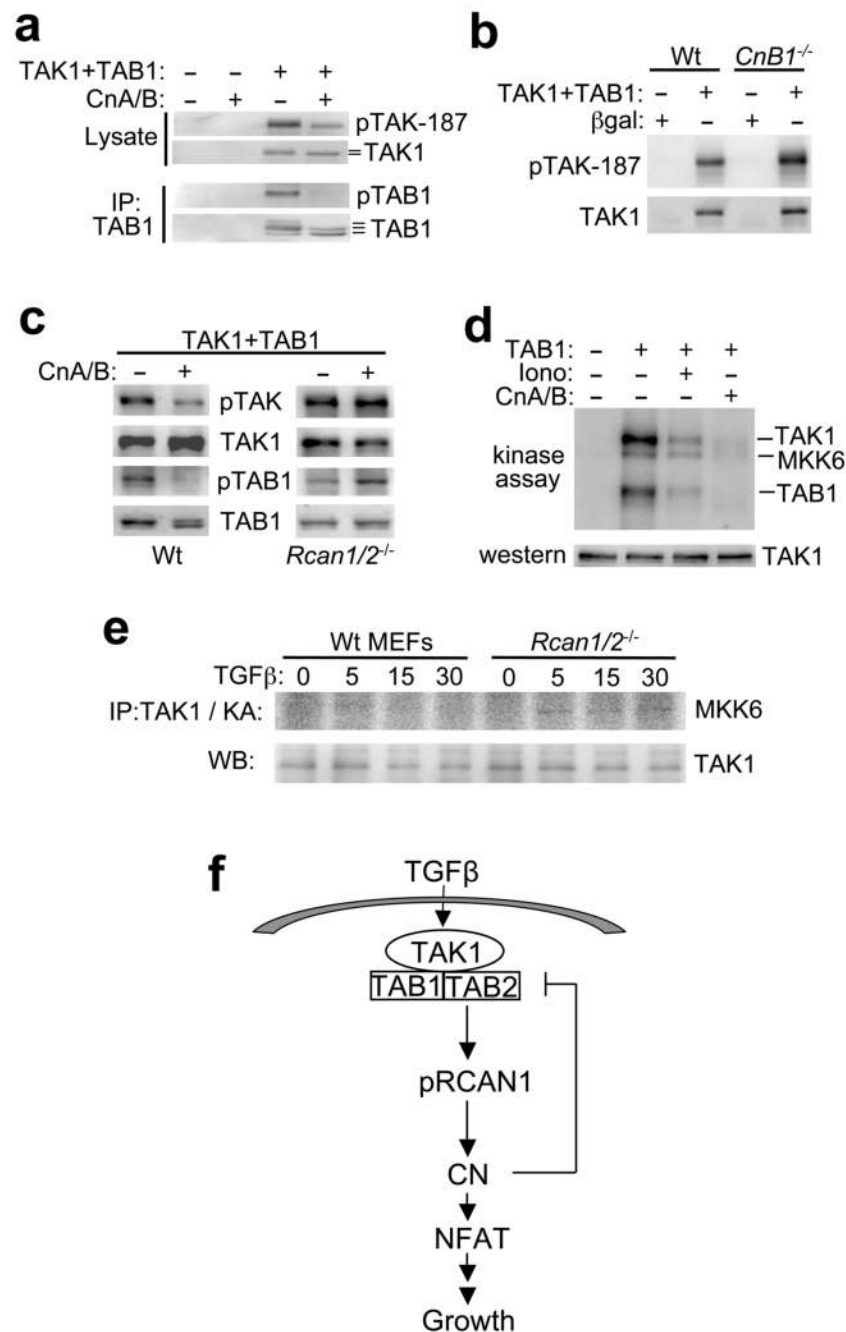 a
TAK1+TAB1: – – + +
CnA/B: – + – +
Lysate
pTAK-187
TAK1
IP:
TAB1
pTAB1
TAB1
b
Wt CnB1-/-
TAK1+TAB1: – + – +
βgal: + – + –
pTAK-187
TAK1
c
TAK1+TAB1
CnA/B: – + – +
pTAK
TAK1
pTAB1
TAB1
Wt Rcan1/2-/-
d
TAB1: – + + +
Iono: – – + –
CnA/B: – – – +
kinase
assay
TAK1
MKK6
TAB1
western TAK1
e
Wt MEFs Rcan1/2-/-
TGFβ: 0 5 15 30 0 5 15 30
IP:TAK1 / KA: MKK6
WB: TAK1
f
TGFβ
TAK1
TAB1 TAB2
pRCAN1
CN
NFAT
Growth